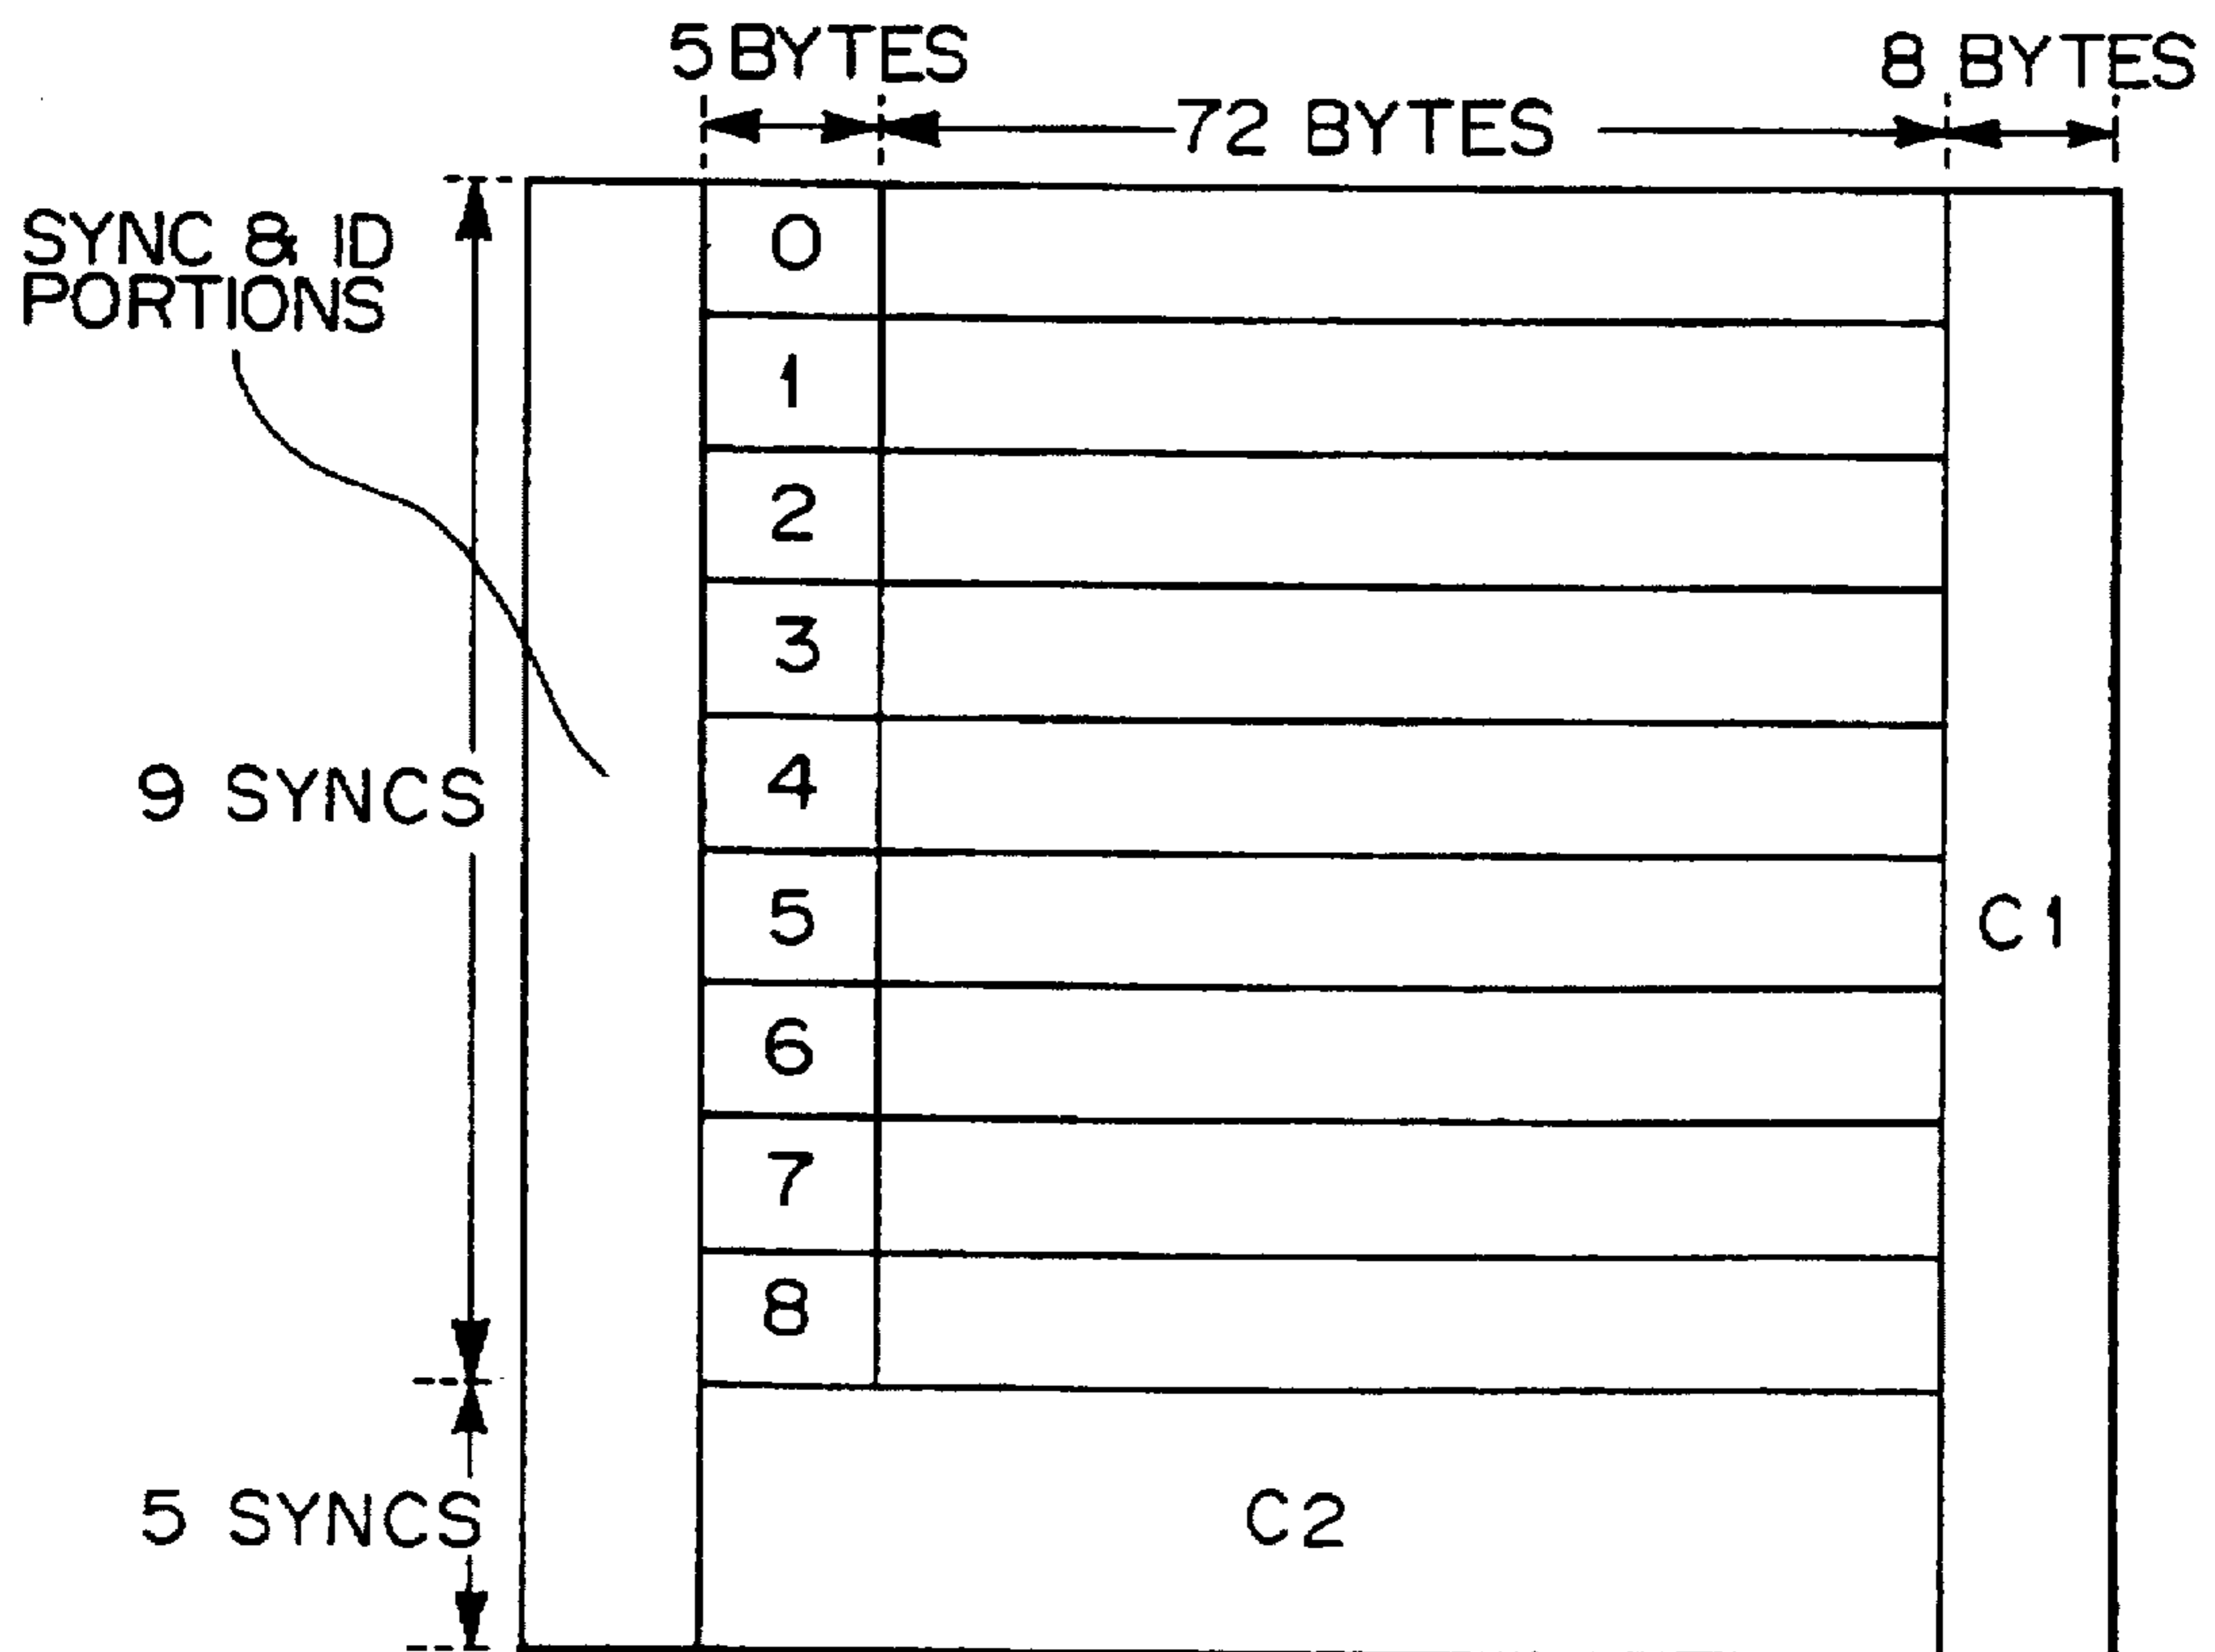 5 BYTES
8 BYTES
72 BYTES
SYNC & ID
PORTIONS
0
1
2
3
9 SYNCS
4
5
C1
6
7
8
5 SYNCS
C2